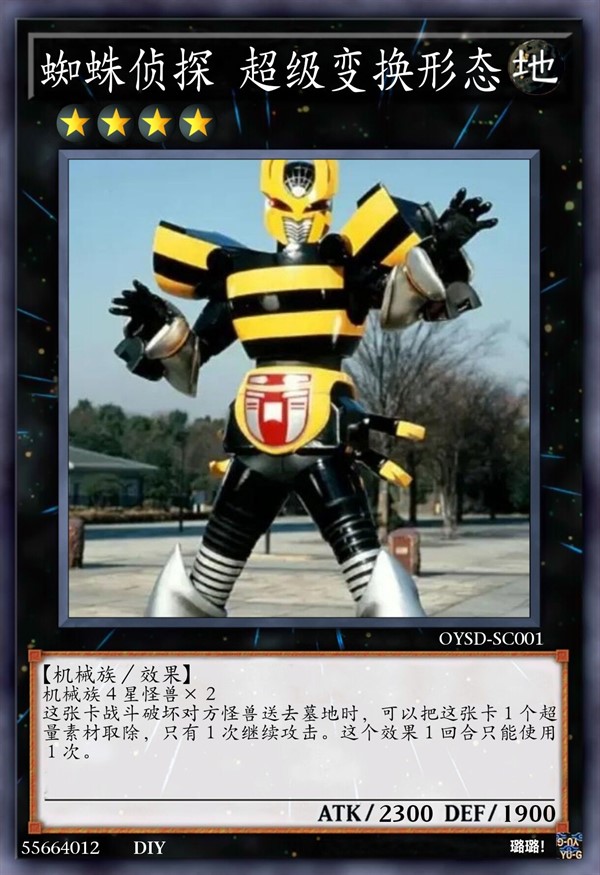 蜘蛛侦探 超级变换形态
地
OYSD-SC001
【机械族／效果】
机械族４星怪兽×２
这张卡战斗破坏对方怪兽送去墓地时，可以把这张卡１个超
量素材取除，只有１次继续攻击。这个效果１回合只能使用
１次。
ATK/2300 DEF/1900
55664012 DIY 璐璐!